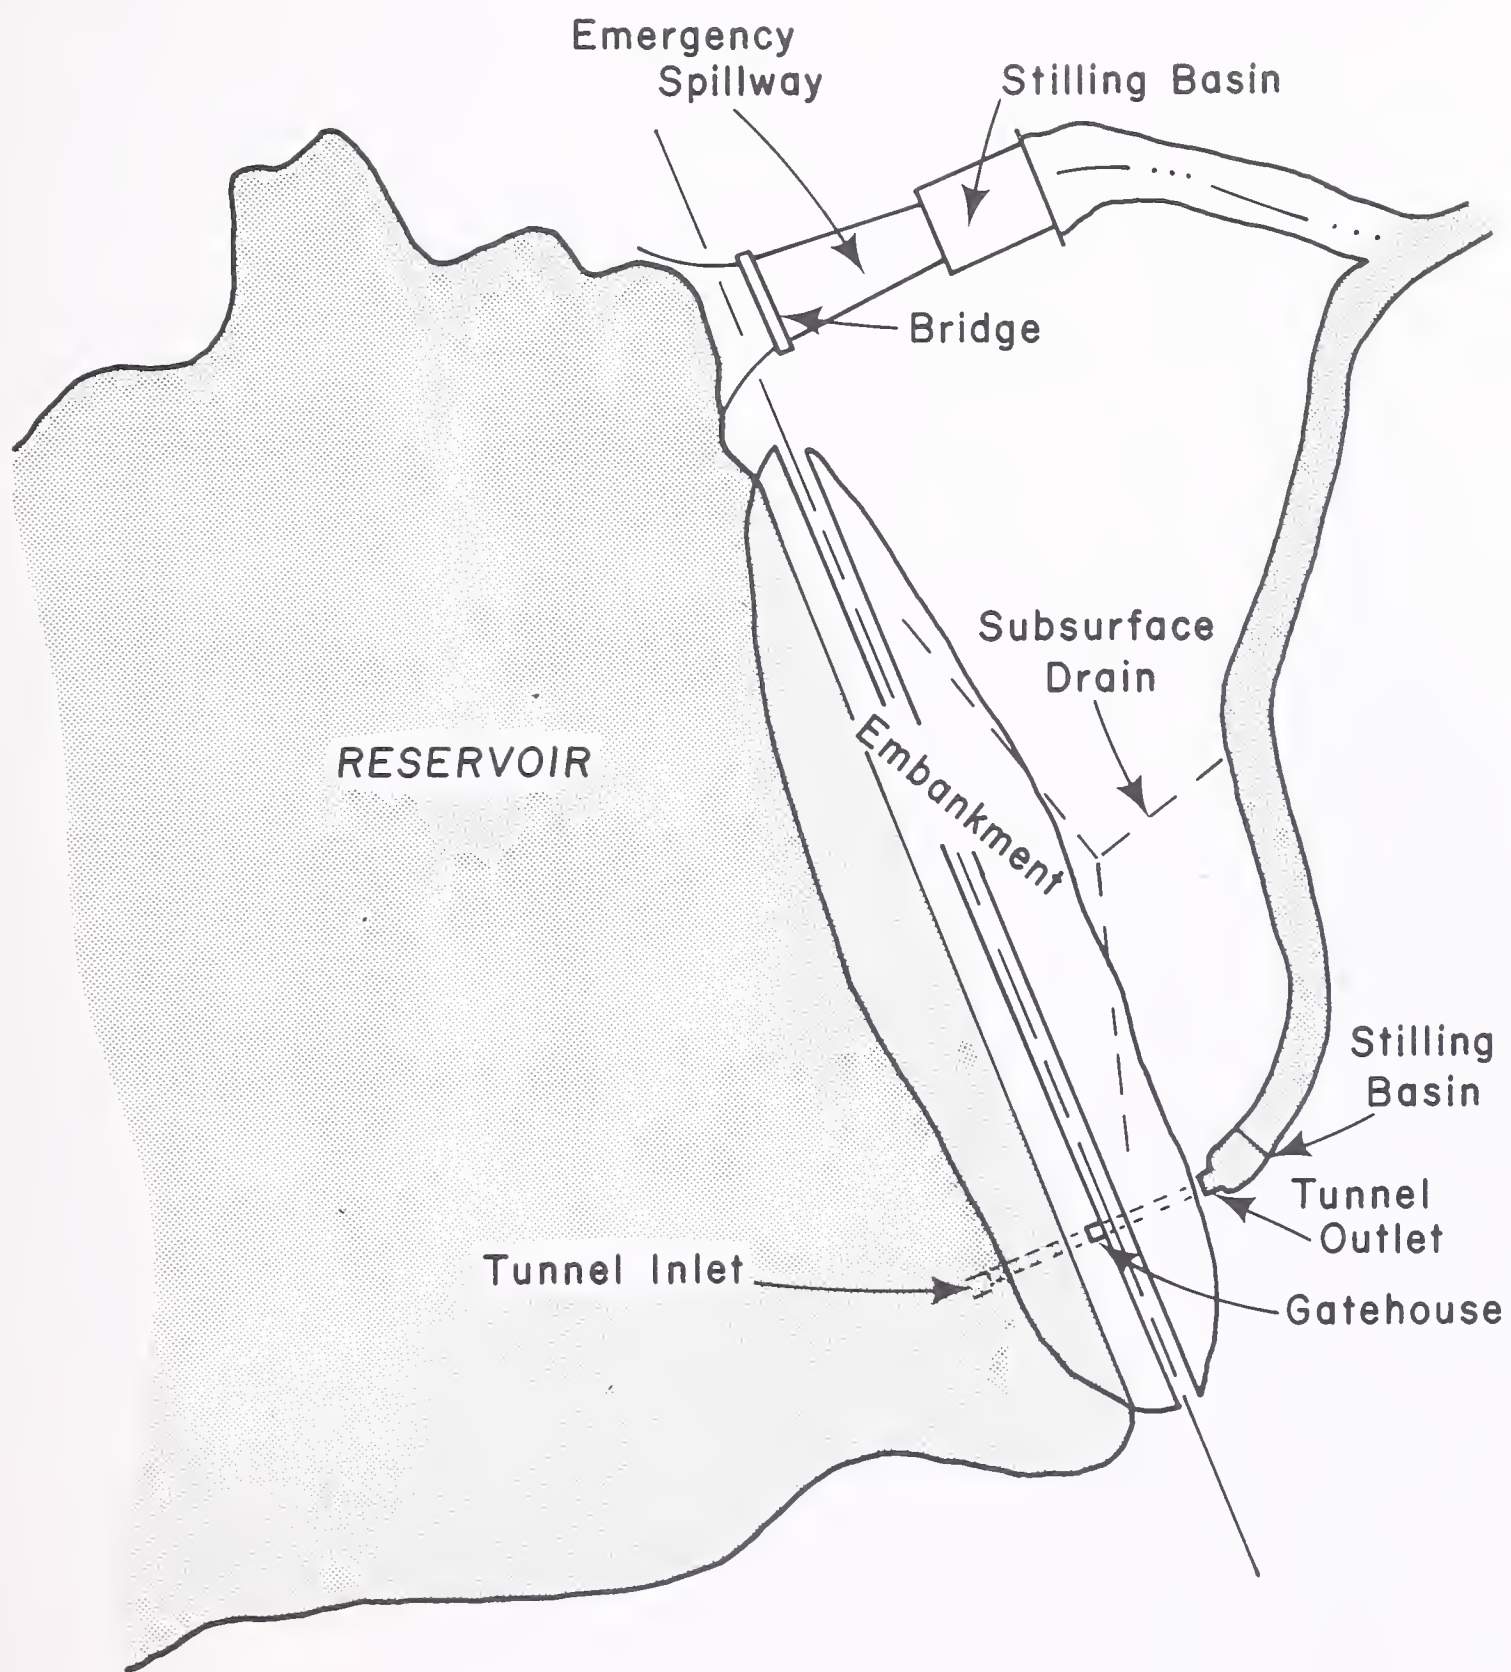 Emergency
Spillway
Stilling Basin
Bridge
Subsurface
Drain
RESERVOIR
Embankment
Stilling
Basin
Tunnel
Outlet
Tunnel Inlet
Gatehouse